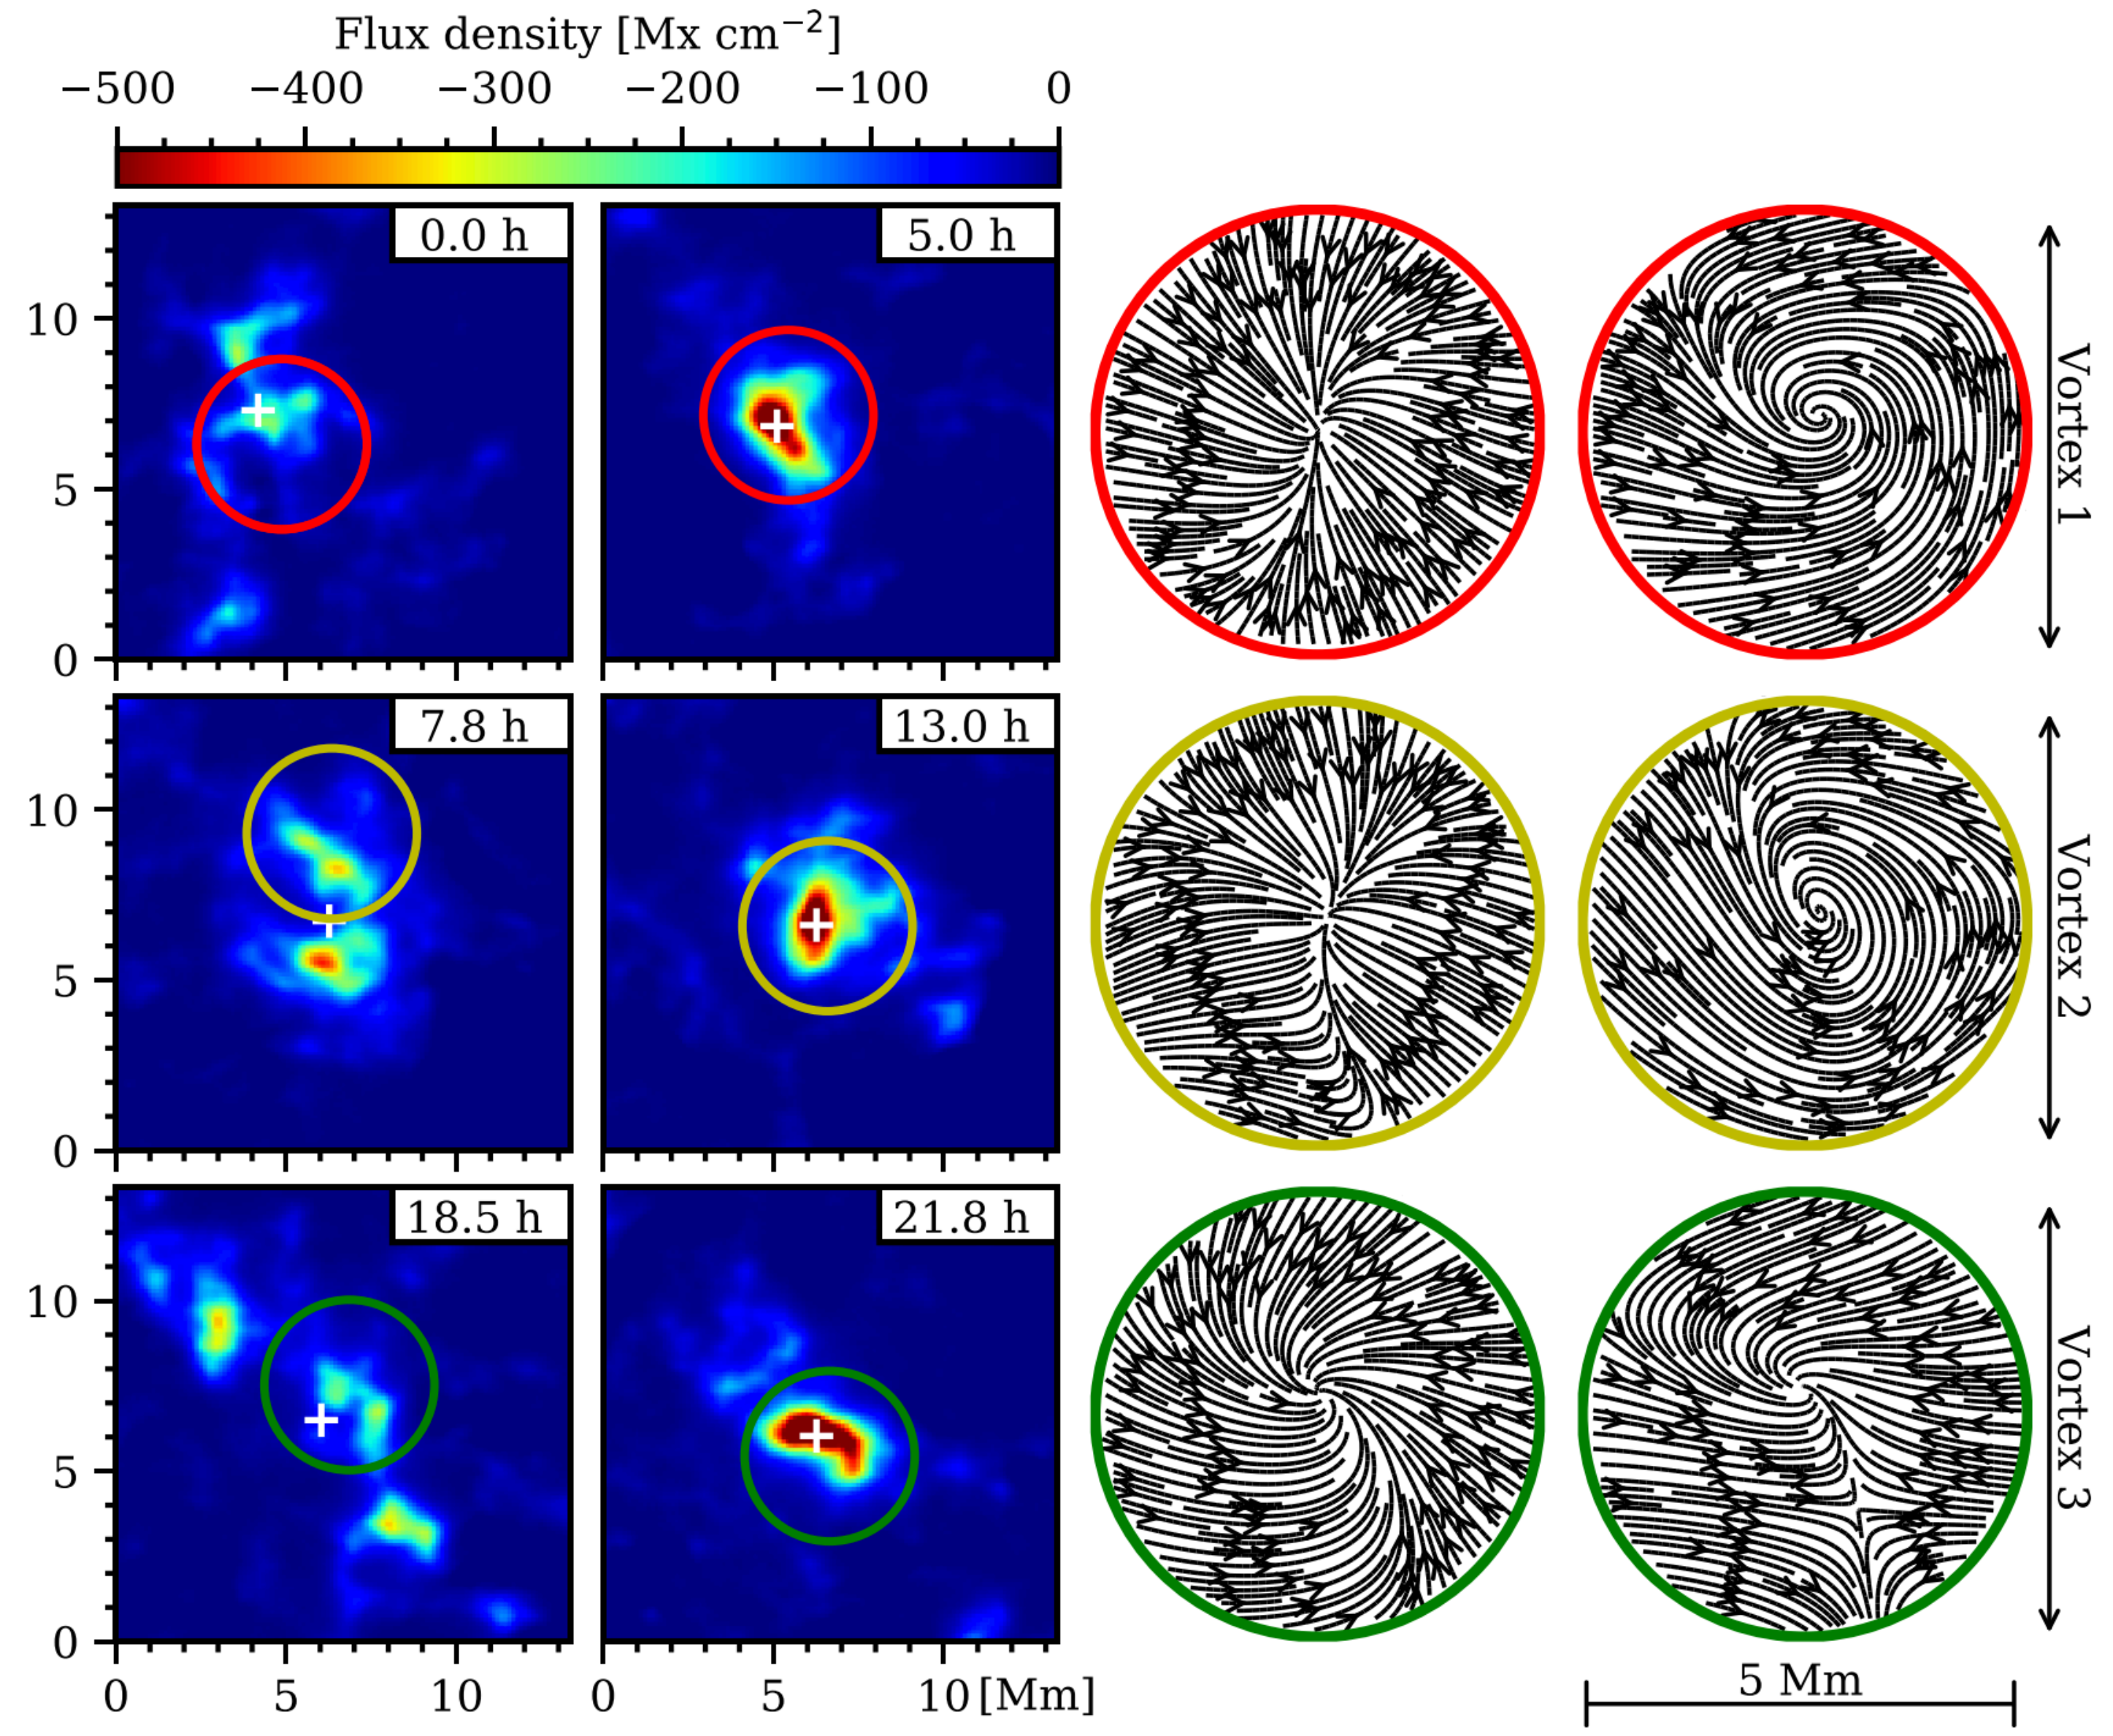 Flux density [Mx cm−2]
−500 −400 −300 −200 −100 0
0.0 h 5.0 h
10
5
0
Vortex 1
7.8 h 13.0 h
10
5
0
Vortex 2
18.5 h 21.8 h
10
5
0
Vortex 3
0 5 10 0 5 10 [Mm]
5 Mm